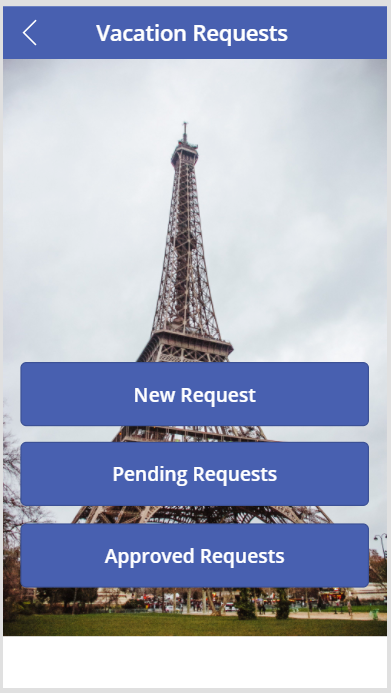 Vacation Requests
New Request
Pending Requests
Approved Requests